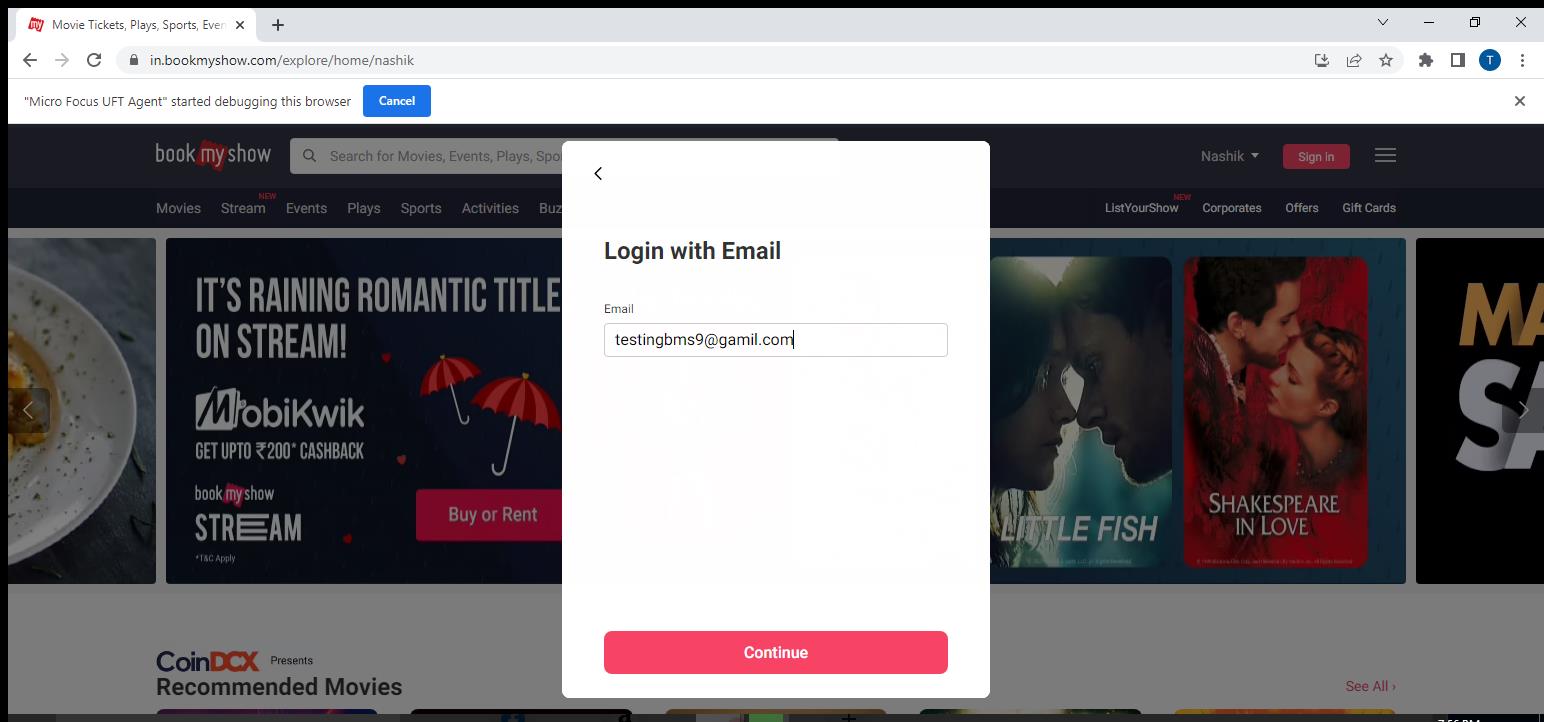 Movie Tickets, Plays, Sports, Even
in.bookmyshow.com/explore/home/nashik
T
"Micro Focus UFT Agent" started debugging this browser
Cancel
book my show
Search for Movies, Events, Plays, Spo
Nashik
Sign in
Movies
Stream
NEW
Events
Plays
Sports
Activities
Buz
ListYourShow
NEW
Corporates
Offers
Gift Cards
Login with Email
Email
testingbms9@gamil.com
Continue
IT'S RAINING ROMANTIC TITLE
ON STREAM!
MobiKwik
GET UPTO ₹200* CASHBACK
book my show
STREAM
*T&C Apply
Buy or Rent
LITTLE FISH
SHAKESPEARE
IN LOVE
MA
SA
CoinDCX Presents
Recommended Movies
See All ›